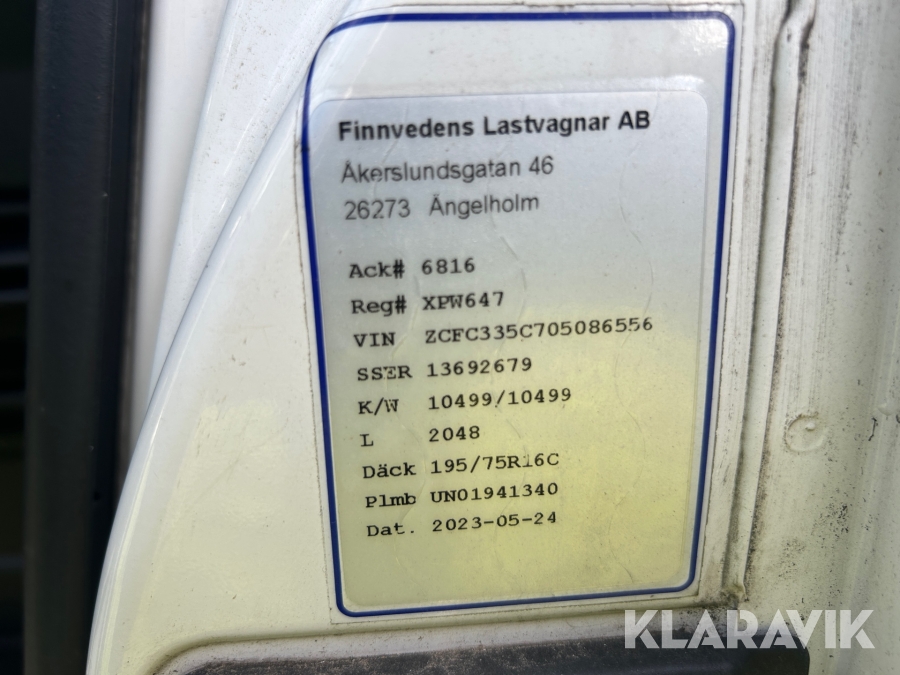 Finnvedens Lastvagnar AB
Åkerslundsgatan 46
26273 Ängelholm
Ack# 6816
Reg# XPW647
VIN ZCFC335C705086556
SSER 13692679
K/W 10499/10499
L 2048
Däck 195/75R16C
Plmb UN01941340
Dat. 2023-05-24
KLARAVIK